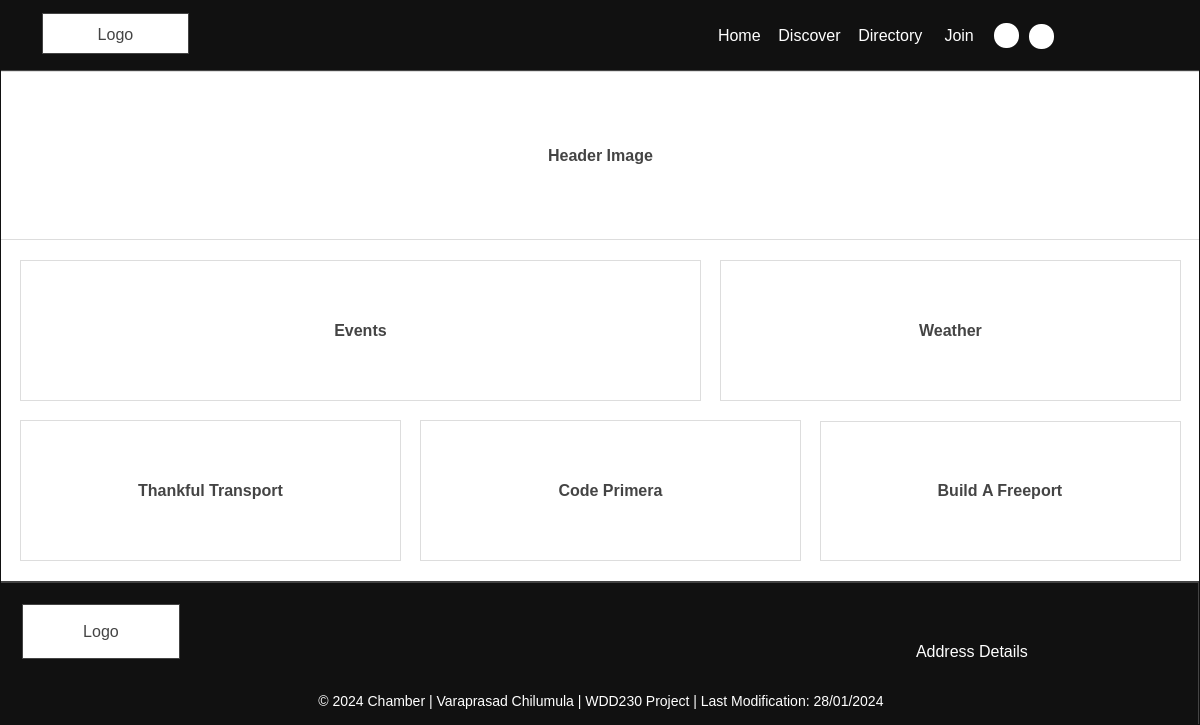 Logo
Home Discover Directory Join
Header Image
Events
Weather
Thankful Transport
Code Primera
Build A Freeport
Logo
Address Details
© 2024 Chamber | Varaprasad Chilumula | WDD230 Project | Last Modification: 28/01/2024